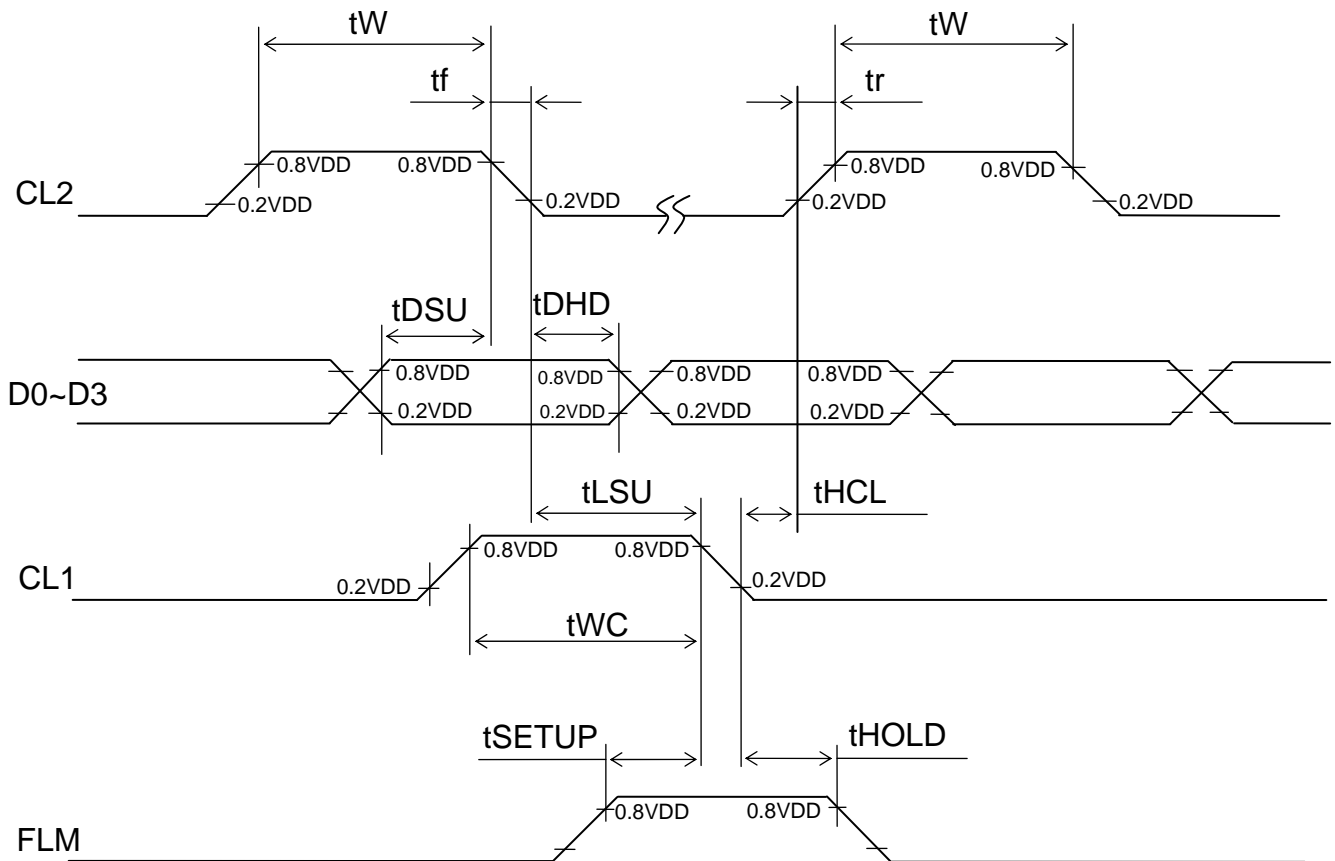 tW tW
tf tr
0.8VDD 0.8VDD 0.8VDD 0.8VDD
CL2 0.2VDD 0.2VDD 0.2VDD 0.2VDD
tDSU tDHD
0.8VDD 0.8VDD 0.8VDD 0.8VDD
D0~D3
0.2VDD 0.2VDD 0.2VDD 0.2VDD
tLSU tHCL
0.8VDD 0.8VDD
CL1 0.2VDD 0.2VDD
tWC
tSETUP tHOLD
0.8VDD 0.8VDD
FLM